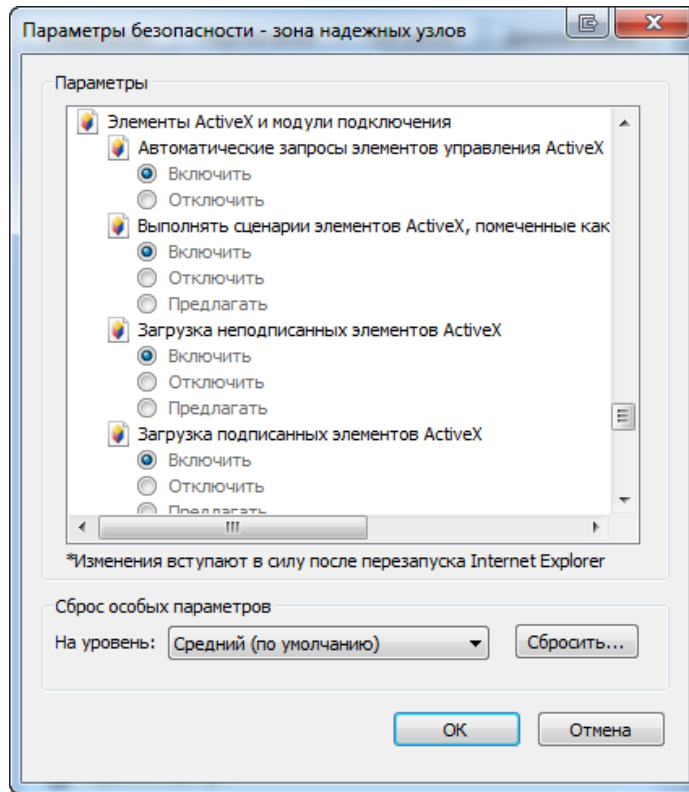 Параметры безопасности - зона надежных узлов
Параметры
Элементы ActiveX и модули подключения
Автоматические запросы элементов управления ActiveX
Включить
Отключить
Выполнять сценарии элементов ActiveX, помеченные как
Включить
Отключить
Предлагать
Загрузка неподписанных элементов ActiveX
Включить
Отключить
Предлагать
Загрузка подписанных элементов ActiveX
Включить
Отключить
Предлагать
*Изменения вступают в силу после перезапуска Internet Explorer
Сброс особых параметров
На уровень: Средний (по умолчанию) Сбросить...
ОК Отмена